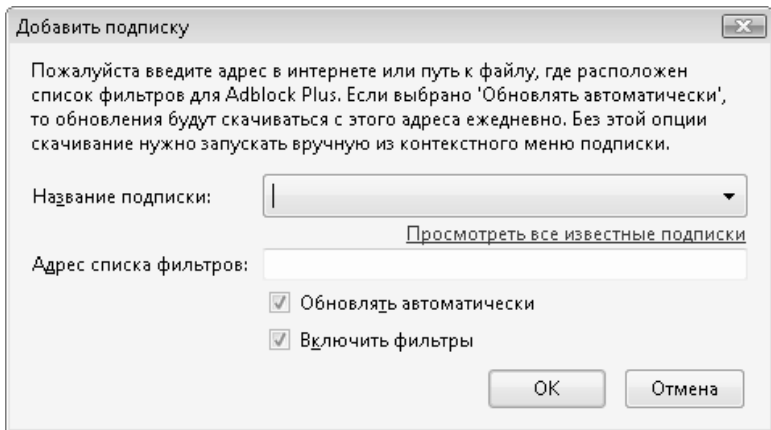 Добавить подписку
Пожалуйста введите адрес в интернете или путь к файлу, где расположен
список фильтров для Adblock Plus. Если выбрано 'Обновлять автоматически',
то обновления будут скачиваться с этого адреса ежедневно. Без этой опции
скачивание нужно запускать вручную из контекстного меню подписки.
Название подписки:
Просмотреть все известные подписки
Адрес списка фильтров:
Обновлять автоматически
Включить фильтры
OK Отмена